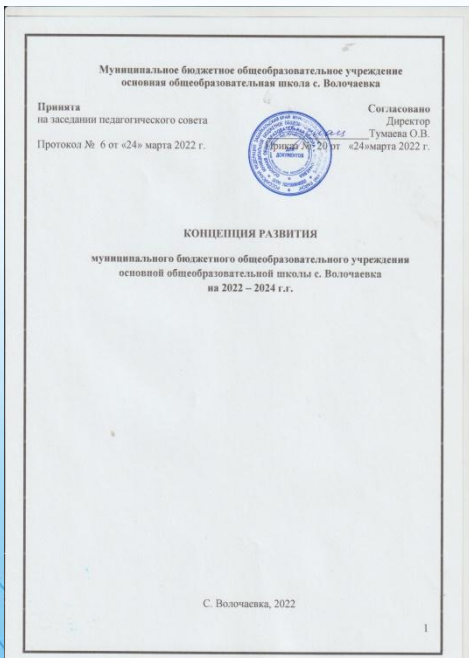 Муниципальное бюджетное общеобразовательное учреждение
основная общеобразовательная школа с. Волочаевка
Принята Согласовано
на заседании педагогического совета Директор
Тумаева О.В.
Протокол № 6 от «24» марта 2022 г. Приказ № 20 от «24»марта 2022 г.
ДЛЯ
ДОКУМЕНТОВ
КОНЦЕПЦИЯ РАЗВИТИЯ
муниципального бюджетного общеобразовательного учреждения
основной общеобразовательной школы с. Волочаевка
на 2022 – 2024 г.г.
С. Волочаевка, 2022
1